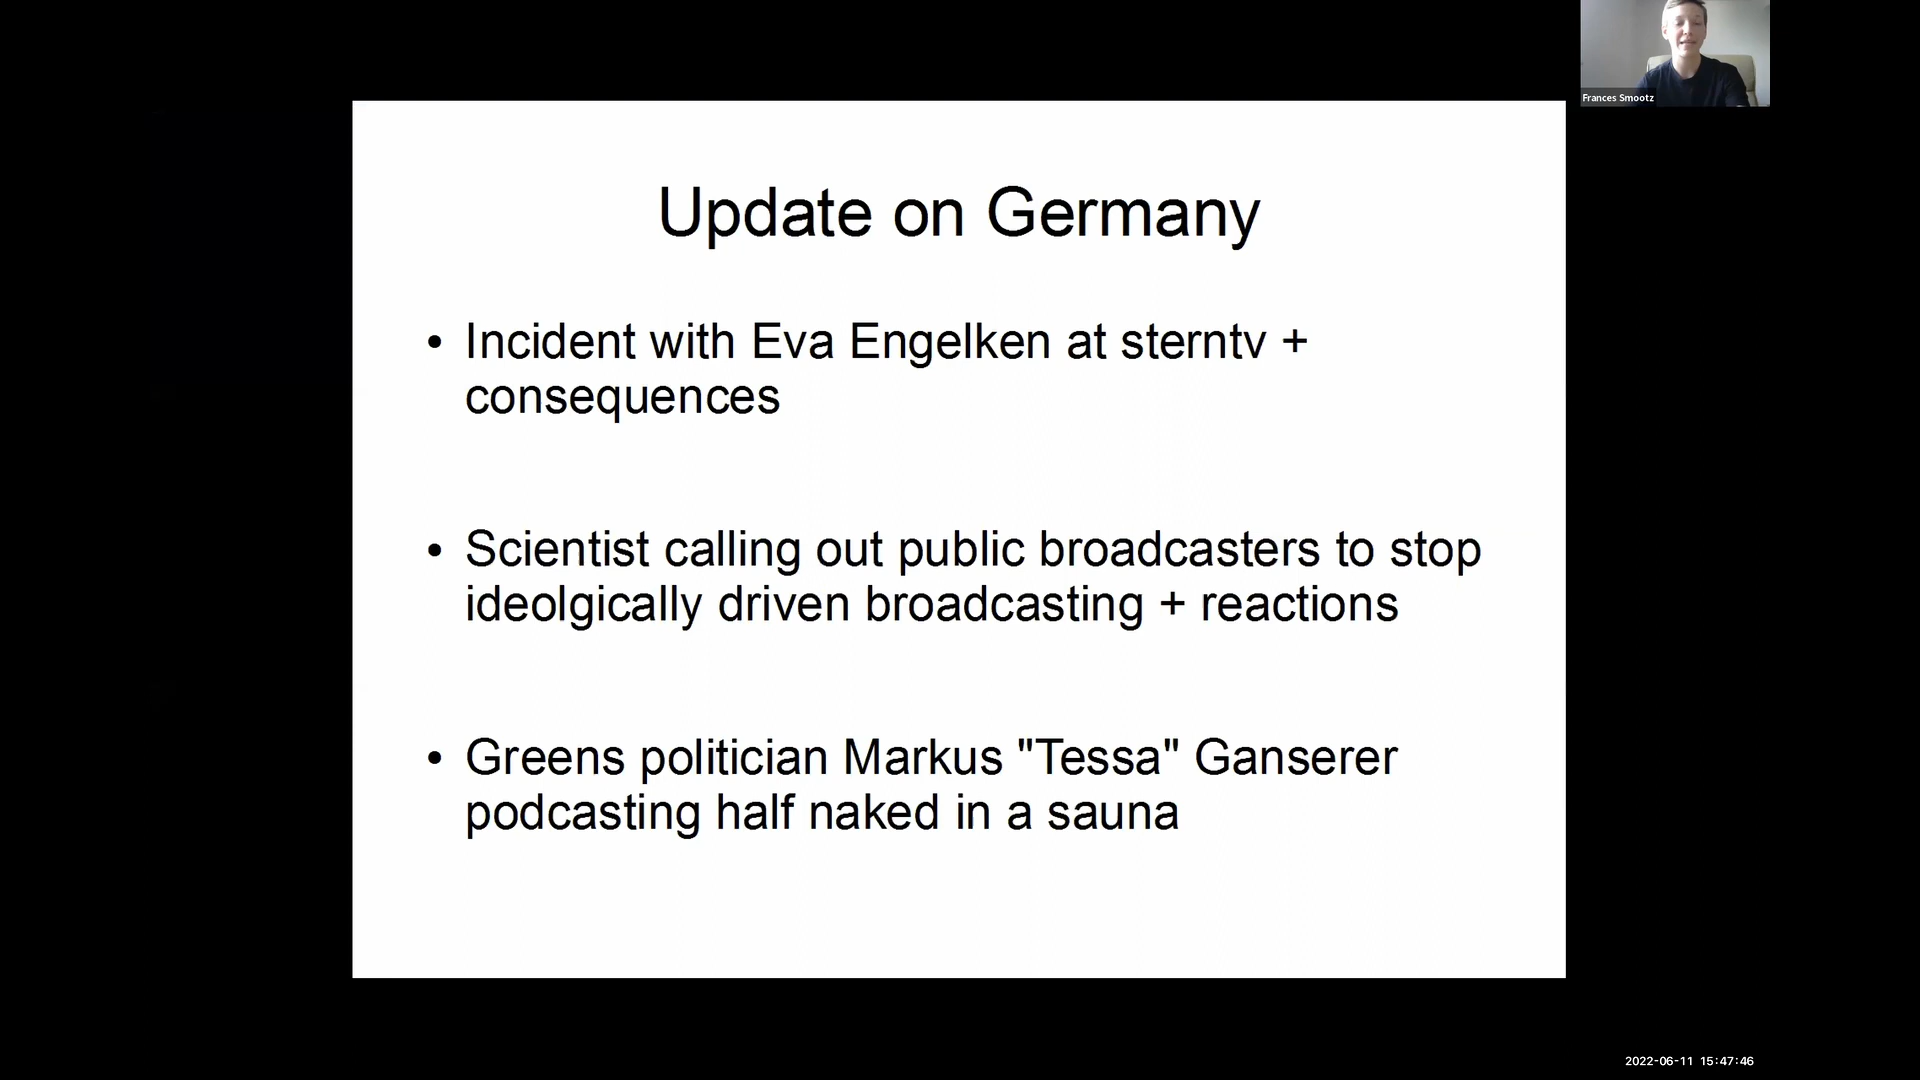 Frances Smootz
Update on Germany
• Incident with Eva Engelken at sterntv +
consequences
• Scientist calling out public broadcasters to stop
ideolgically driven broadcasting + reactions
• Greens politician Markus "Tessa" Ganserer
podcasting half naked in a sauna
2022-06-11 15:47:46